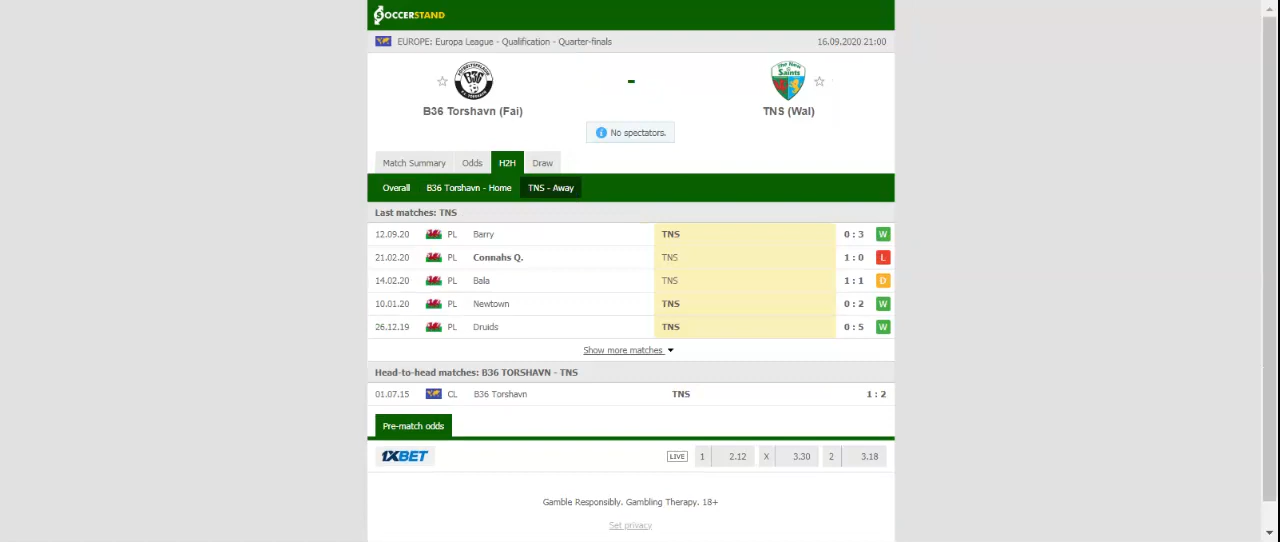 SOCCERSTAND
EUROPE: Europa League - Qualification - Quarter-finals 16.09.2020 21:00
B36
The New Saints
-
B36 Torshavn (Fai) TNS (Wal)
No spectators.
Match Summary Odds H2H Draw
Overall B36 Torshavn - Home TNS - Away
Last matches: TNS
12.09.20 PL Barry TNS 0 : 3 W
21.02.20 PL Connahs Q. TNS 1 : 0 L
14.02.20 PL Bala TNS 1 : 1 D
10.01.20 PL Newtown TNS 0 : 2 W
26.12.19 PL Druids TNS 0 : 5 W
Show more matches
Head-to-head matches: B36 TORSHAVN - TNS
01.07.15 CL B36 Torshavn TNS 1 : 2
Pre-match odds
1XBET LIVE 1 2.12 X 3.30 2 3.18
Gamble Responsibly. Gambling Therapy. 18+
Set privacy